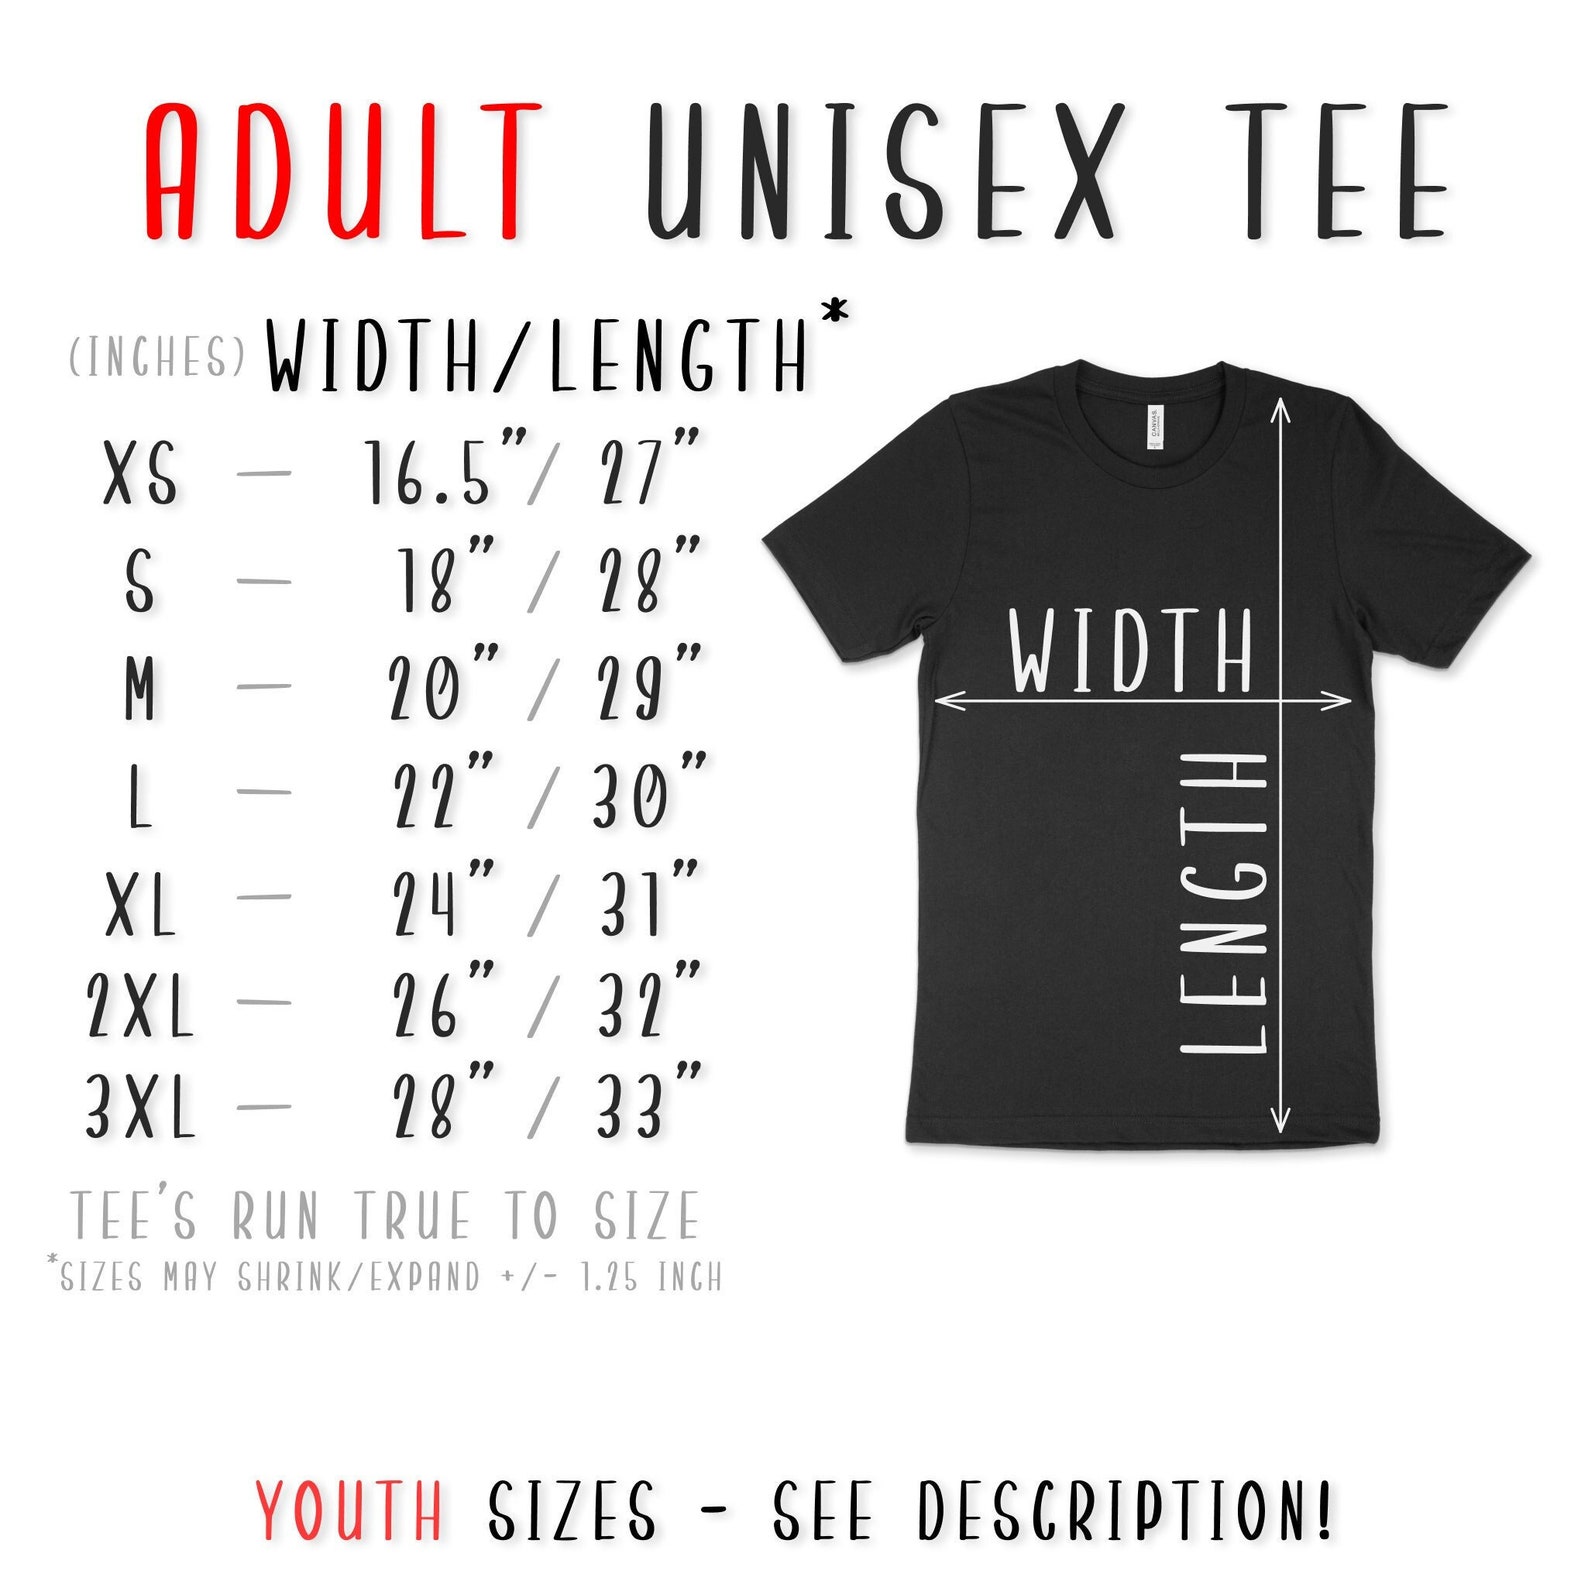 ADULT UNISEX TEE
(INCHES) WIDTH/LENGTH*
XS — 16.5"/ 27"
S — 18" / 28"
M — 20" / 29"
L — 22" / 30"
XL — 24" / 31"
2XL — 26" / 32"
3XL — 28" / 33"
TEE'S RUN TRUE TO SIZE
*SIZES MAY SHRINK/EXPAND +/- 1.25 INCH
CANVAS
WIDTH
LENGTH
YOUTH SIZES - SEE DESCRIPTION!